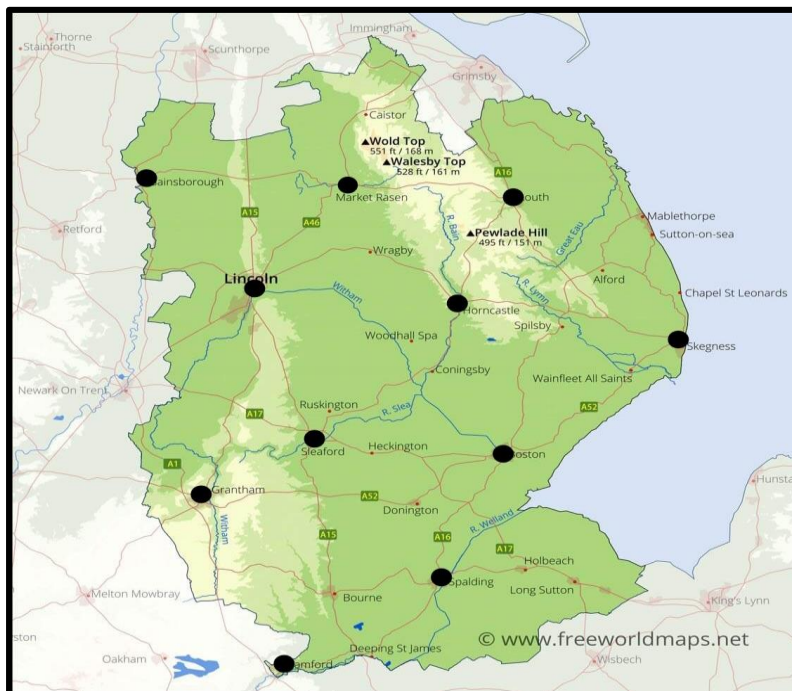 Immingham
Thorne
Stainforth
Scunthorpe
Grimsby
Caistor
Wold Top
551 ft / 168 m
Walesby Top
528 ft / 161 m
A16
ainsborough
Market Rasen
outh
A15
A46
Mablethorpe
Retford
R. Bain
Pewlade Hill
495 ft / 151 m
Great Eau
Sutton-on-sea
Wragby
Lincoln
Alford
Witham
R. Lymn
Chapel St Leonards
Horncastle
Spilsby
Woodhall Spa
Skegness
Coningsby
Wainfleet All Saints
Newark On Trent
Ruskington
R. Slea
A52
A17
Sleaford
Heckington
oston
A1
Grantham
A52
Donington
Hunsta
Witham
R. Welland
A15
A16
A17
Holbeach
Spalding
Long Sutton
Melton Mowbray
Bourne
King's Lynn
© www.freeworldmaps.net
Deeping St James
ston
Oakham
amford
Wisbech